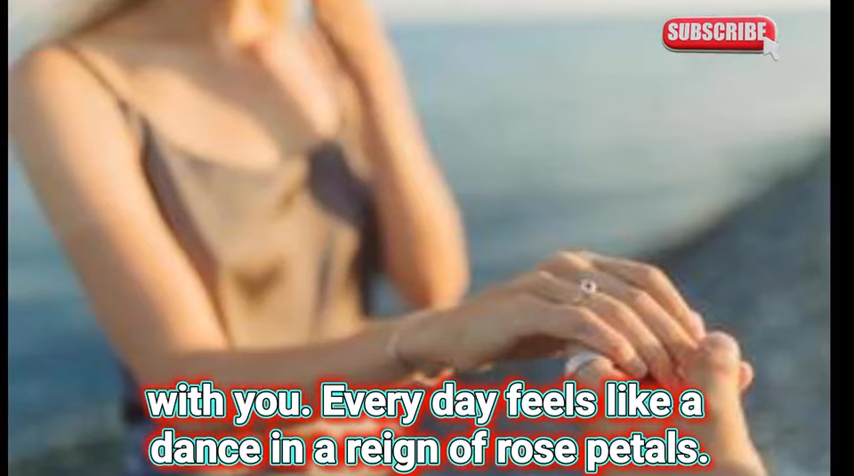 SUBSCRIBE
with you. Every day feels like a
dance in a reign of rose petals.